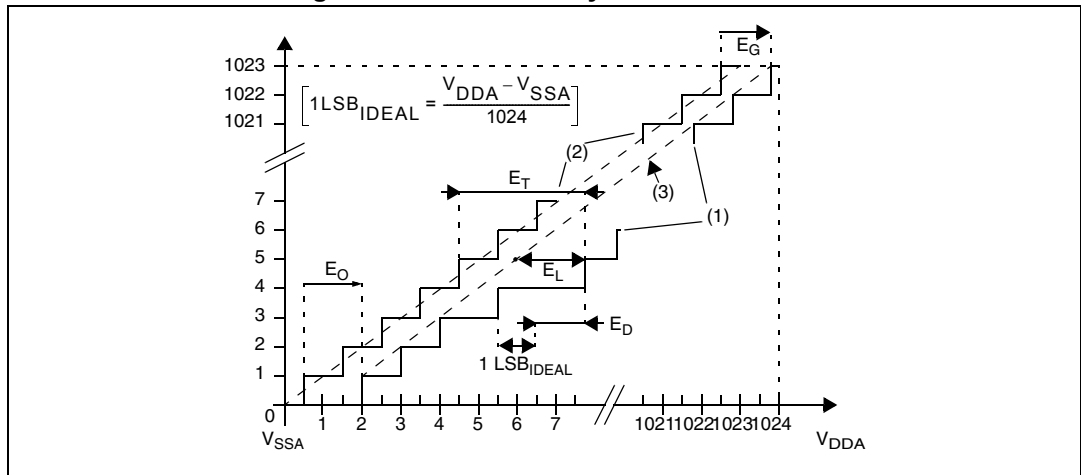 E_G
1023
1022
1021
[1LSB_IDEAL = V_DDA – V_SSA / 1024]
(2)
(3)
(1)
E_T
7
6
5
4
3
2
1
0
E_O
E_L
E_D
1 LSB_IDEAL
1 2 3 4 5 6 7 1021 1022 1023 1024
V_SSA
V_DDA